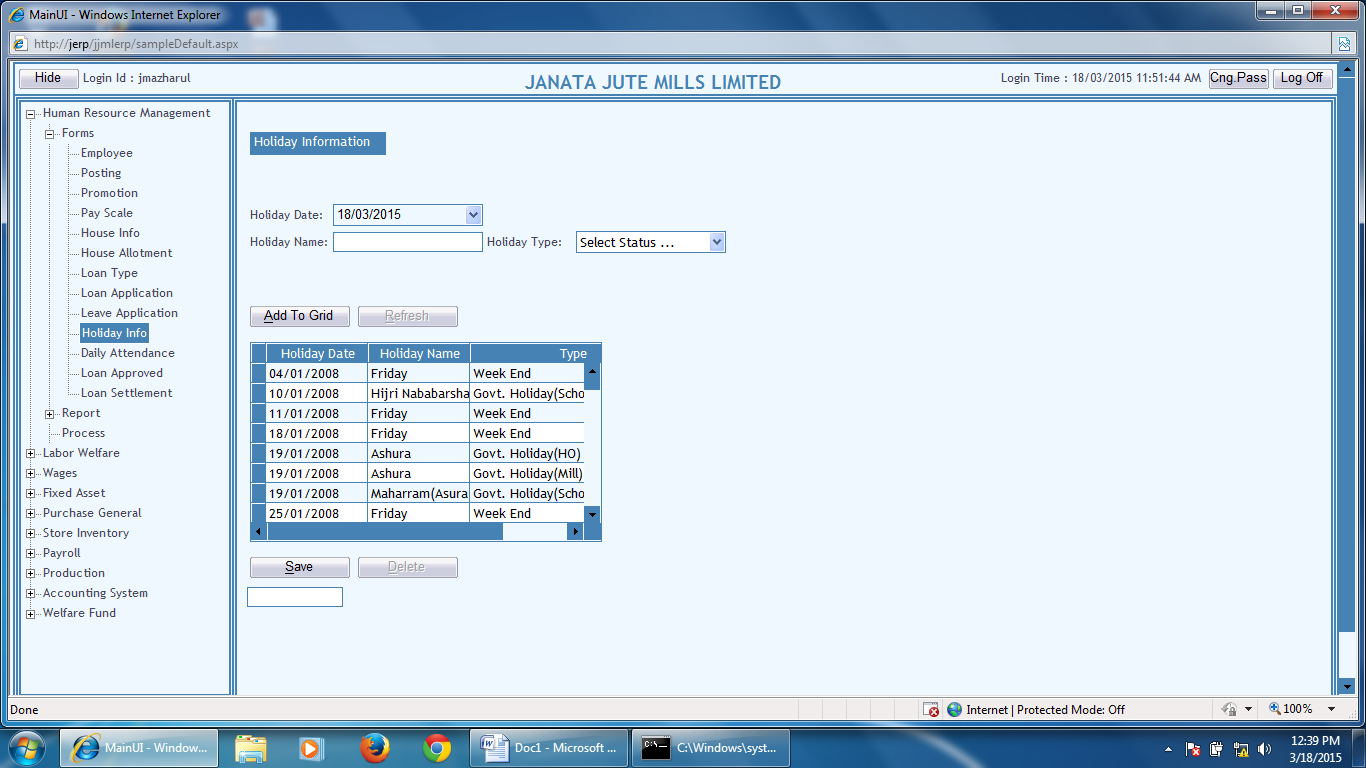 MainUI - Windows Internet Explorer
http://jerp/jjmlerp/sampleDefault.aspx
Hide Login Id : jmazharul JANATA JUTE MILLS LIMITED Login Time : 18/03/2015 11:51:44 AM Cng.Pass Log Off
Human Resource Management
Forms
Employee
Posting
Promotion
Pay Scale
House Info
House Allotment
Loan Type
Loan Application
Leave Application
Holiday Info
Daily Attendance
Loan Approved
Loan Settlement
Report
Process
Labor Welfare
Wages
Fixed Asset
Purchase General
Store Inventory
Payroll
Production
Accounting System
Welfare Fund
Holiday Information
Holiday Date: 18/03/2015
Holiday Name: Holiday Type: Select Status ...
Add To Grid Refresh
Holiday Date Holiday Name Type
04/01/2008 Friday Week End
10/01/2008 Hijri Nababarsha Govt. Holiday(Scho
11/01/2008 Friday Week End
18/01/2008 Friday Week End
19/01/2008 Ashura Govt. Holiday(HO)
19/01/2008 Ashura Govt. Holiday(Mill)
19/01/2008 Maharram(Asura Govt. Holiday(Scho
25/01/2008 Friday Week End
Save Delete
Done Internet | Protected Mode: Off 100%
MainUI - Window... Doc1 - Microsoft ... C:\Windows\syst... 12:39 PM
3/18/2015